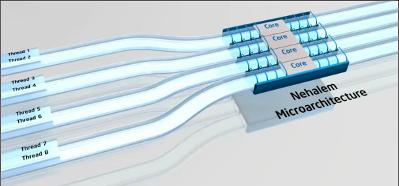 Thread 1
Thread 2
Thread 3
Thread 4
Thread 5
Thread 6
Thread 7
Thread 8
Core
Core
Core
Core
Nehalem
Microarchitecture